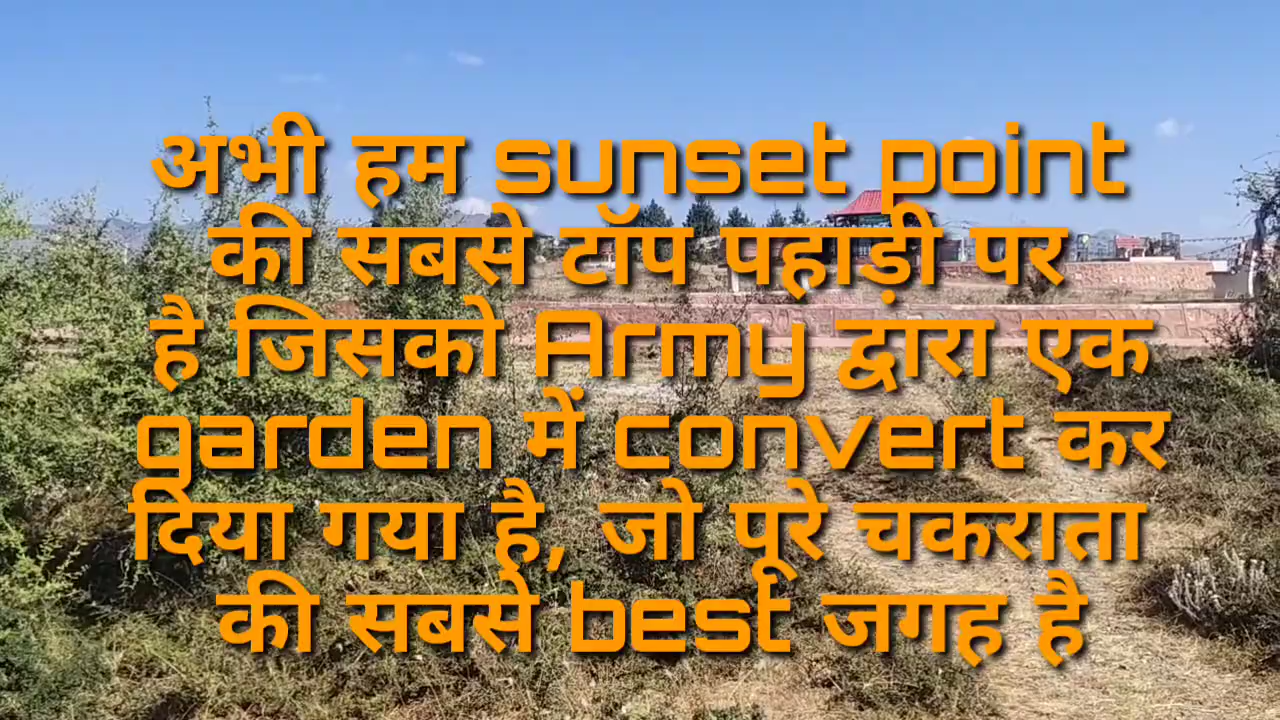 अभी हम sunset point
की सबसे टॉप पहाड़ी पर
है जिसको Army द्वारा एक
garden में convert कर
दिया गया है, जो पूरे चकराता
की सबसे best जगह है